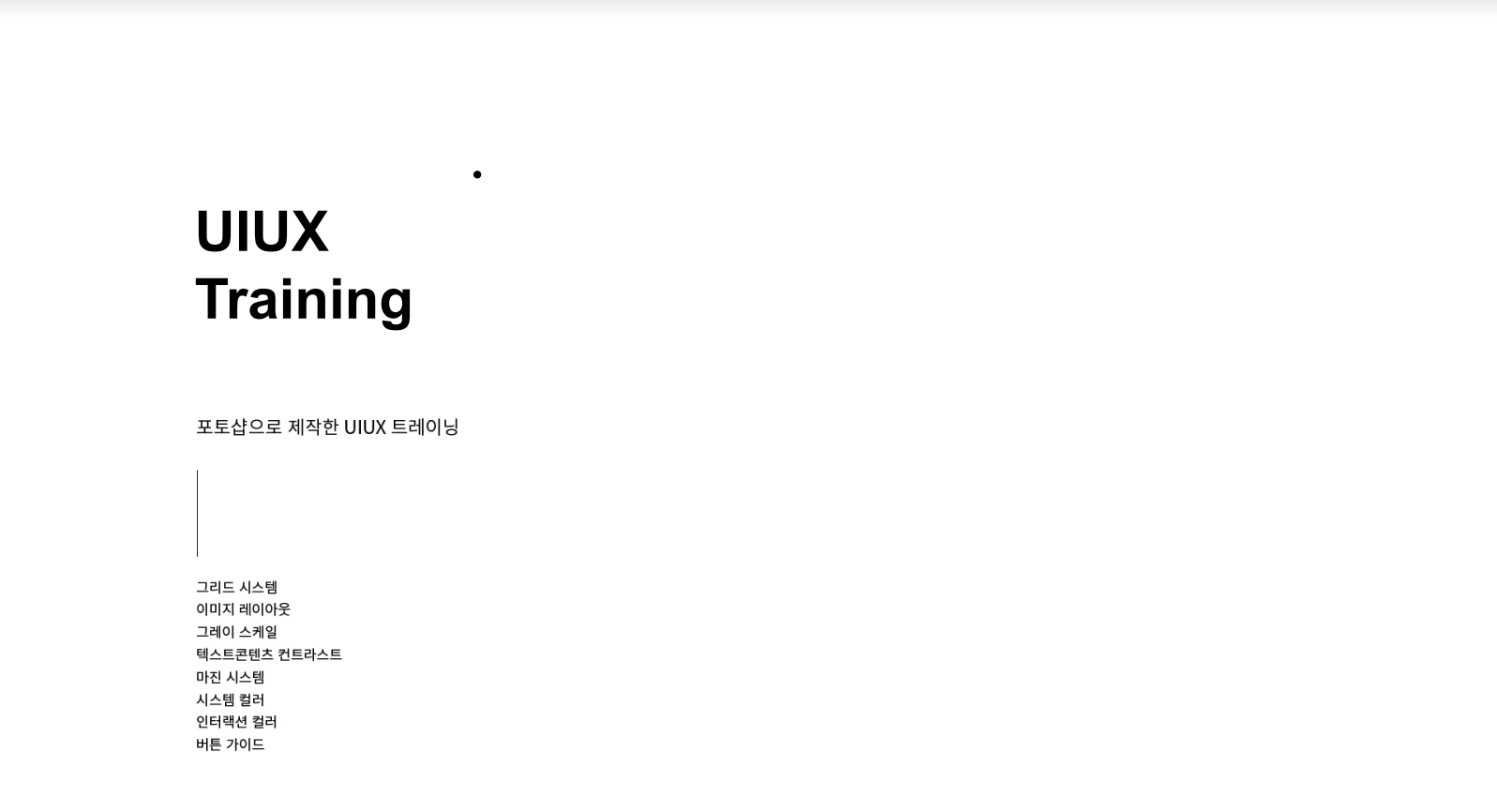 UIUX
Training
포토샵으로 제작한 UIUX 트레이닝
그리드 시스템
이미지 레이아웃
그레이 스케일
텍스트콘텐츠 컨트라스트
마진 시스템
시스템 컬러
인터랙션 컬러
버튼 가이드